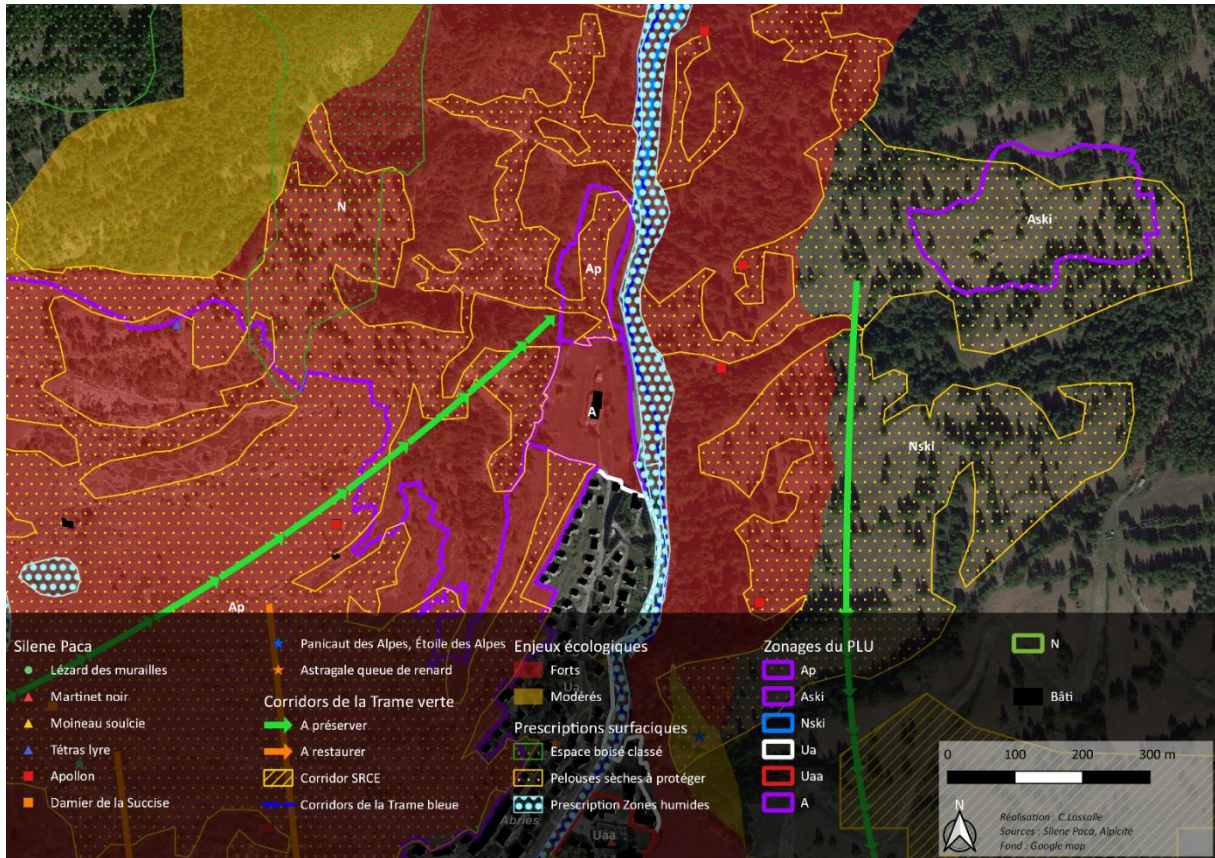 N
Aski
Ap
A
Nski
Ap
Silene Paca
Lézard des murailles
Martinet noir
Moineau soulcie
Tétras lyre
Apollon
Damier de la Succise
Panicaut des Alpes, Étoile des Alpes
Astragale queue de renard
Corridors de la Trame verte
A préserver
A restaurer
Corridor SRCE
Corridors de la Trame bleue
Enjeux écologiques
Forts
Modérés
Prescriptions surfaciques
Espace boisé classé
Pelouses sèches à protéger
Prescription Zones humides
Ua
Abriès
Uaa
Zonages du PLU
Ap
Aski
Nski
Ua
Uaa
A
N
Bâti
0 100 200 300 m
N
Réalisation : C.Lassalle
Sources : Silene Paca, Alpicité
Fond : Google map